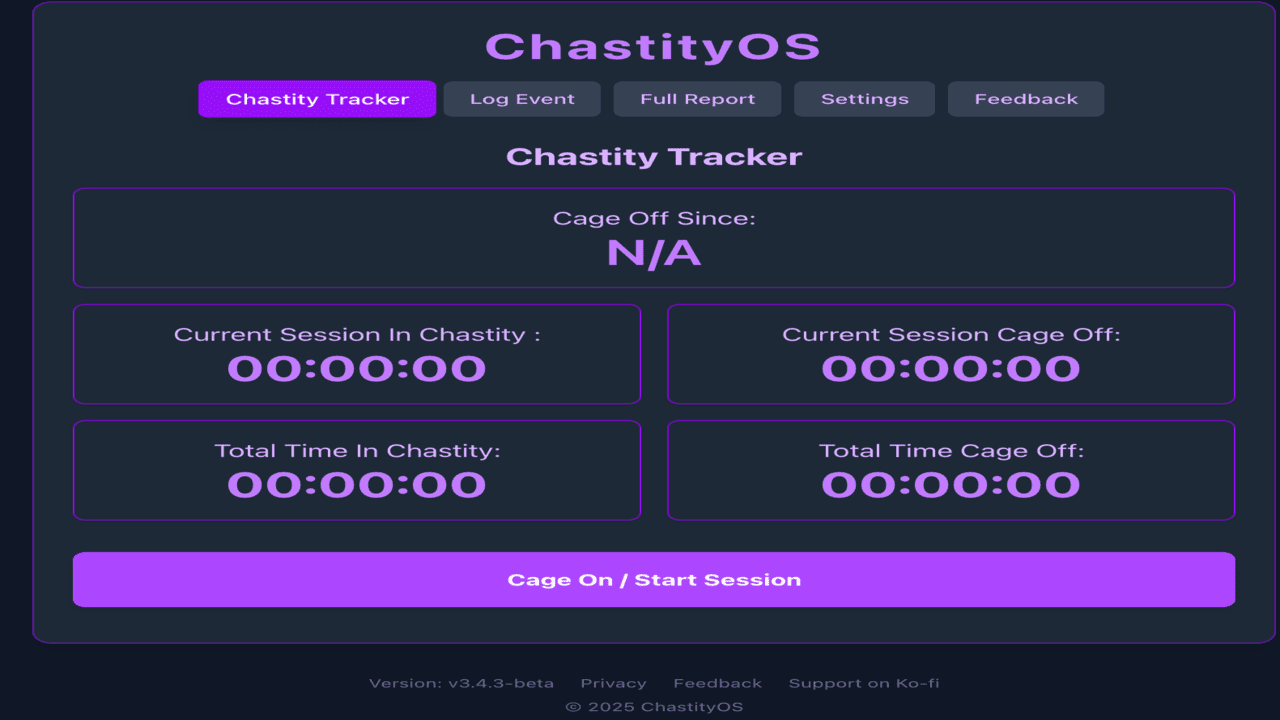 ChastityOS
Chastity Tracker Log Event Full Report Settings Feedback
Chastity Tracker
Cage Off Since:
N/A
Current Session In Chastity :
00:00:00
Current Session Cage Off:
00:00:00
Total Time In Chastity:
00:00:00
Total Time Cage Off:
00:00:00
Cage On / Start Session
Version: v3.4.3-beta Privacy Feedback Support on Ko-fi
© 2025 ChastityOS